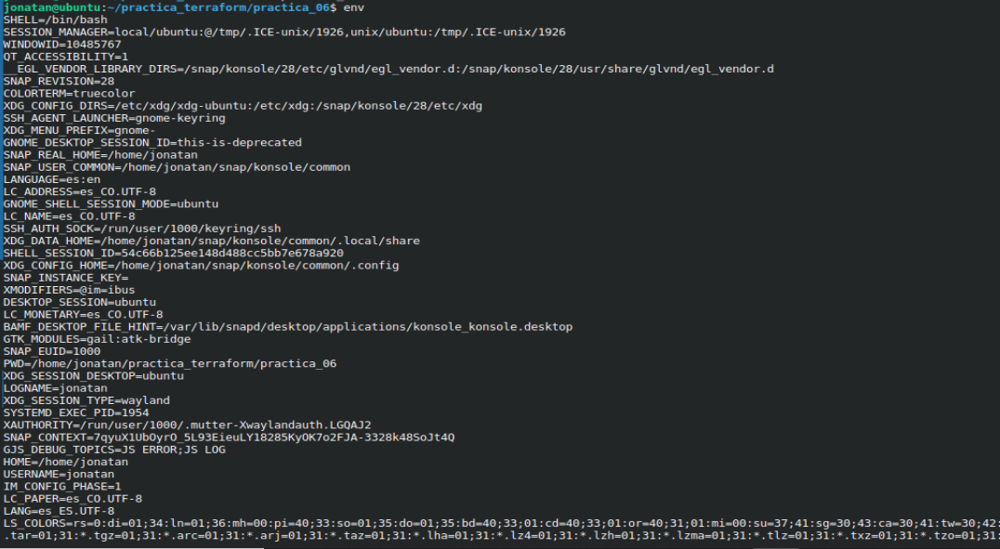 jonatan@ubuntu:~/practica_terraform/practica_06$ env
SHELL=/bin/bash
SESSION_MANAGER=local/ubuntu:@/tmp/.ICE-unix/1926,unix/ubuntu:/tmp/.ICE-unix/1926
WINDOWID=10485767
QT_ACCESSIBILITY=1
__EGL_VENDOR_LIBRARY_DIRS=/snap/konsole/28/etc/glvnd/egl_vendor.d:/snap/konsole/28/usr/share/glvnd/egl_vendor.d
SNAP_REVISION=28
COLORTERM=truecolor
XDG_CONFIG_DIRS=/etc/xdg/xdg-ubuntu:/etc/xdg:/snap/konsole/28/etc/xdg
SSH_AGENT_LAUNCHER=gnome-keyring
XDG_MENU_PREFIX=gnome-
GNOME_DESKTOP_SESSION_ID=this-is-deprecated
SNAP_REAL_HOME=/home/jonatan
SNAP_USER_COMMON=/home/jonatan/snap/konsole/common
LANGUAGE=es:en
LC_ADDRESS=es_CO.UTF-8
GNOME_SHELL_SESSION_MODE=ubuntu
LC_NAME=es_CO.UTF-8
SSH_AUTH_SOCK=/run/user/1000/keyring/ssh
XDG_DATA_HOME=/home/jonatan/snap/konsole/common/.local/share
SHELL_SESSION_ID=54c66b125ee148d488cc5bb7e678a920
XDG_CONFIG_HOME=/home/jonatan/snap/konsole/common/.config
SNAP_INSTANCE_KEY=
XMODIFIERS=@im=ibus
DESKTOP_SESSION=ubuntu
LC_MONETARY=es_CO.UTF-8
BAMF_DESKTOP_FILE_HINT=/var/lib/snapd/desktop/applications/konsole_konsole.desktop
GTK_MODULES=gail:atk-bridge
SNAP_EUID=1000
PWD=/home/jonatan/practica_terraform/practica_06
XDG_SESSION_DESKTOP=ubuntu
LOGNAME=jonatan
XDG_SESSION_TYPE=wayland
SYSTEMD_EXEC_PID=1954
XAUTHORITY=/run/user/1000/.mutter-Xwaylandauth.LGQAJ2
SNAP_CONTEXT=7qyuX1UbOyrO_5L93EieuLY18285KyOK7o2FJA-3328k48SoJt4Q
GJS_DEBUG_TOPICS=JS ERROR;JS LOG
HOME=/home/jonatan
USERNAME=jonatan
IM_CONFIG_PHASE=1
LC_PAPER=es_CO.UTF-8
LANG=es_ES.UTF-8
LS_COLORS=rs=0:di=01;34:ln=01;36:mh=00:pi=40;33:so=01;35:do=01;35:bd=40;33;01:cd=40;33;01:or=40;31;01:mi=00:su=37;41:sg=30;43:ca=30;41:tw=30;42:
.tar=01;31:*.tgz=01;31:*.arc=01;31:*.arj=01;31:*.taz=01;31:*.lha=01;31:*.lz4=01;31:*.lzh=01;31:*.lzma=01;31:*.tlz=01;31:*.txz=01;31:*.tzo=01;31: